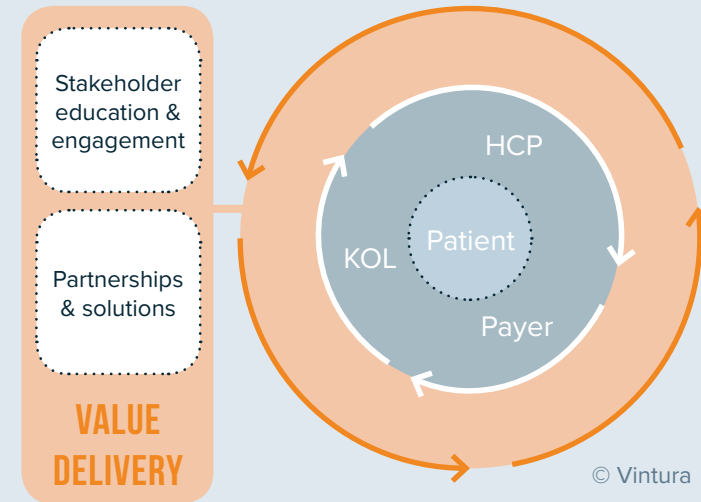 Stakeholder
education &
engagement
Partnerships
& solutions
VALUE
DELIVERY
HCP
Patient
KOL
Payer
© Vintura